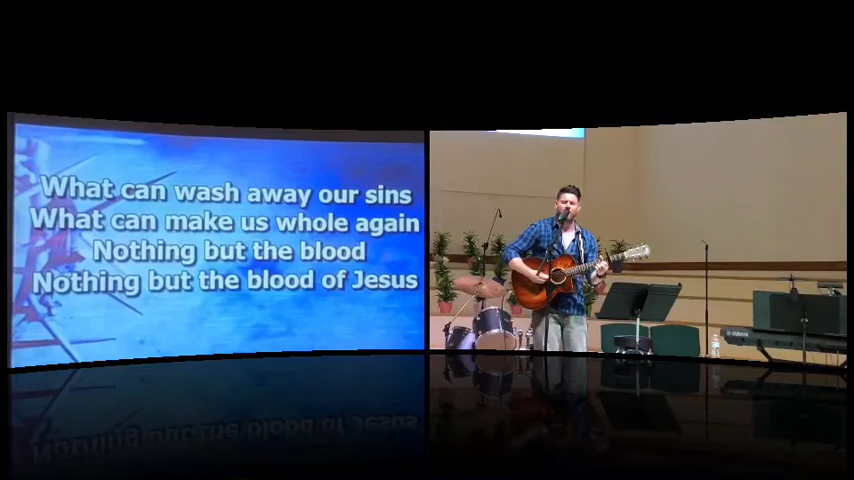 What can wash away our sins
What can make us whole again
Nothing but the blood
Nothing but the blood of Jesus
YAMAHA